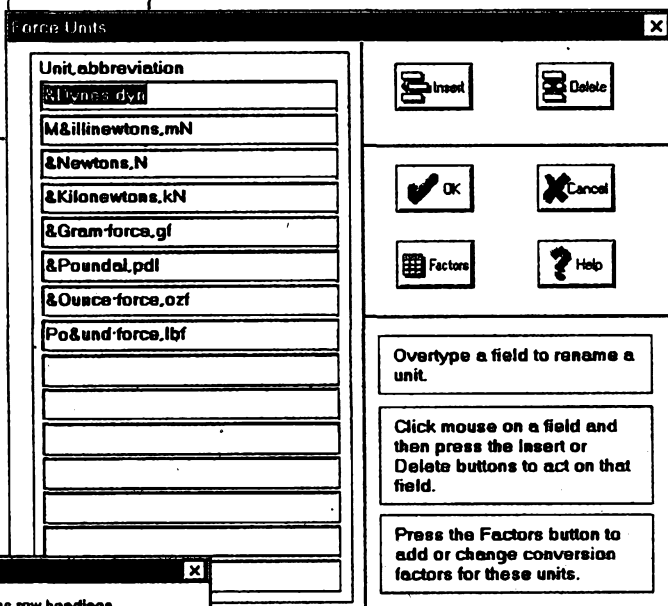 Force Units
Unit,abbreviation
&Dynes,dyn
M&illinewtons,mN
&Newtons,N
&Kilonewtons,kN
&Gram-force,gf
&Poundal,pdl
&Ounce-force,ozf
Po&und-force,lbf
Insert
Delete
OK
Cancel
Factors
Help
Overtype a field to rename a
unit.
Click mouse on a field and
then press the Insert or
Delete buttons to act on that
field.
Press the Factors button to
add or change conversion
factors for these units.
row headings